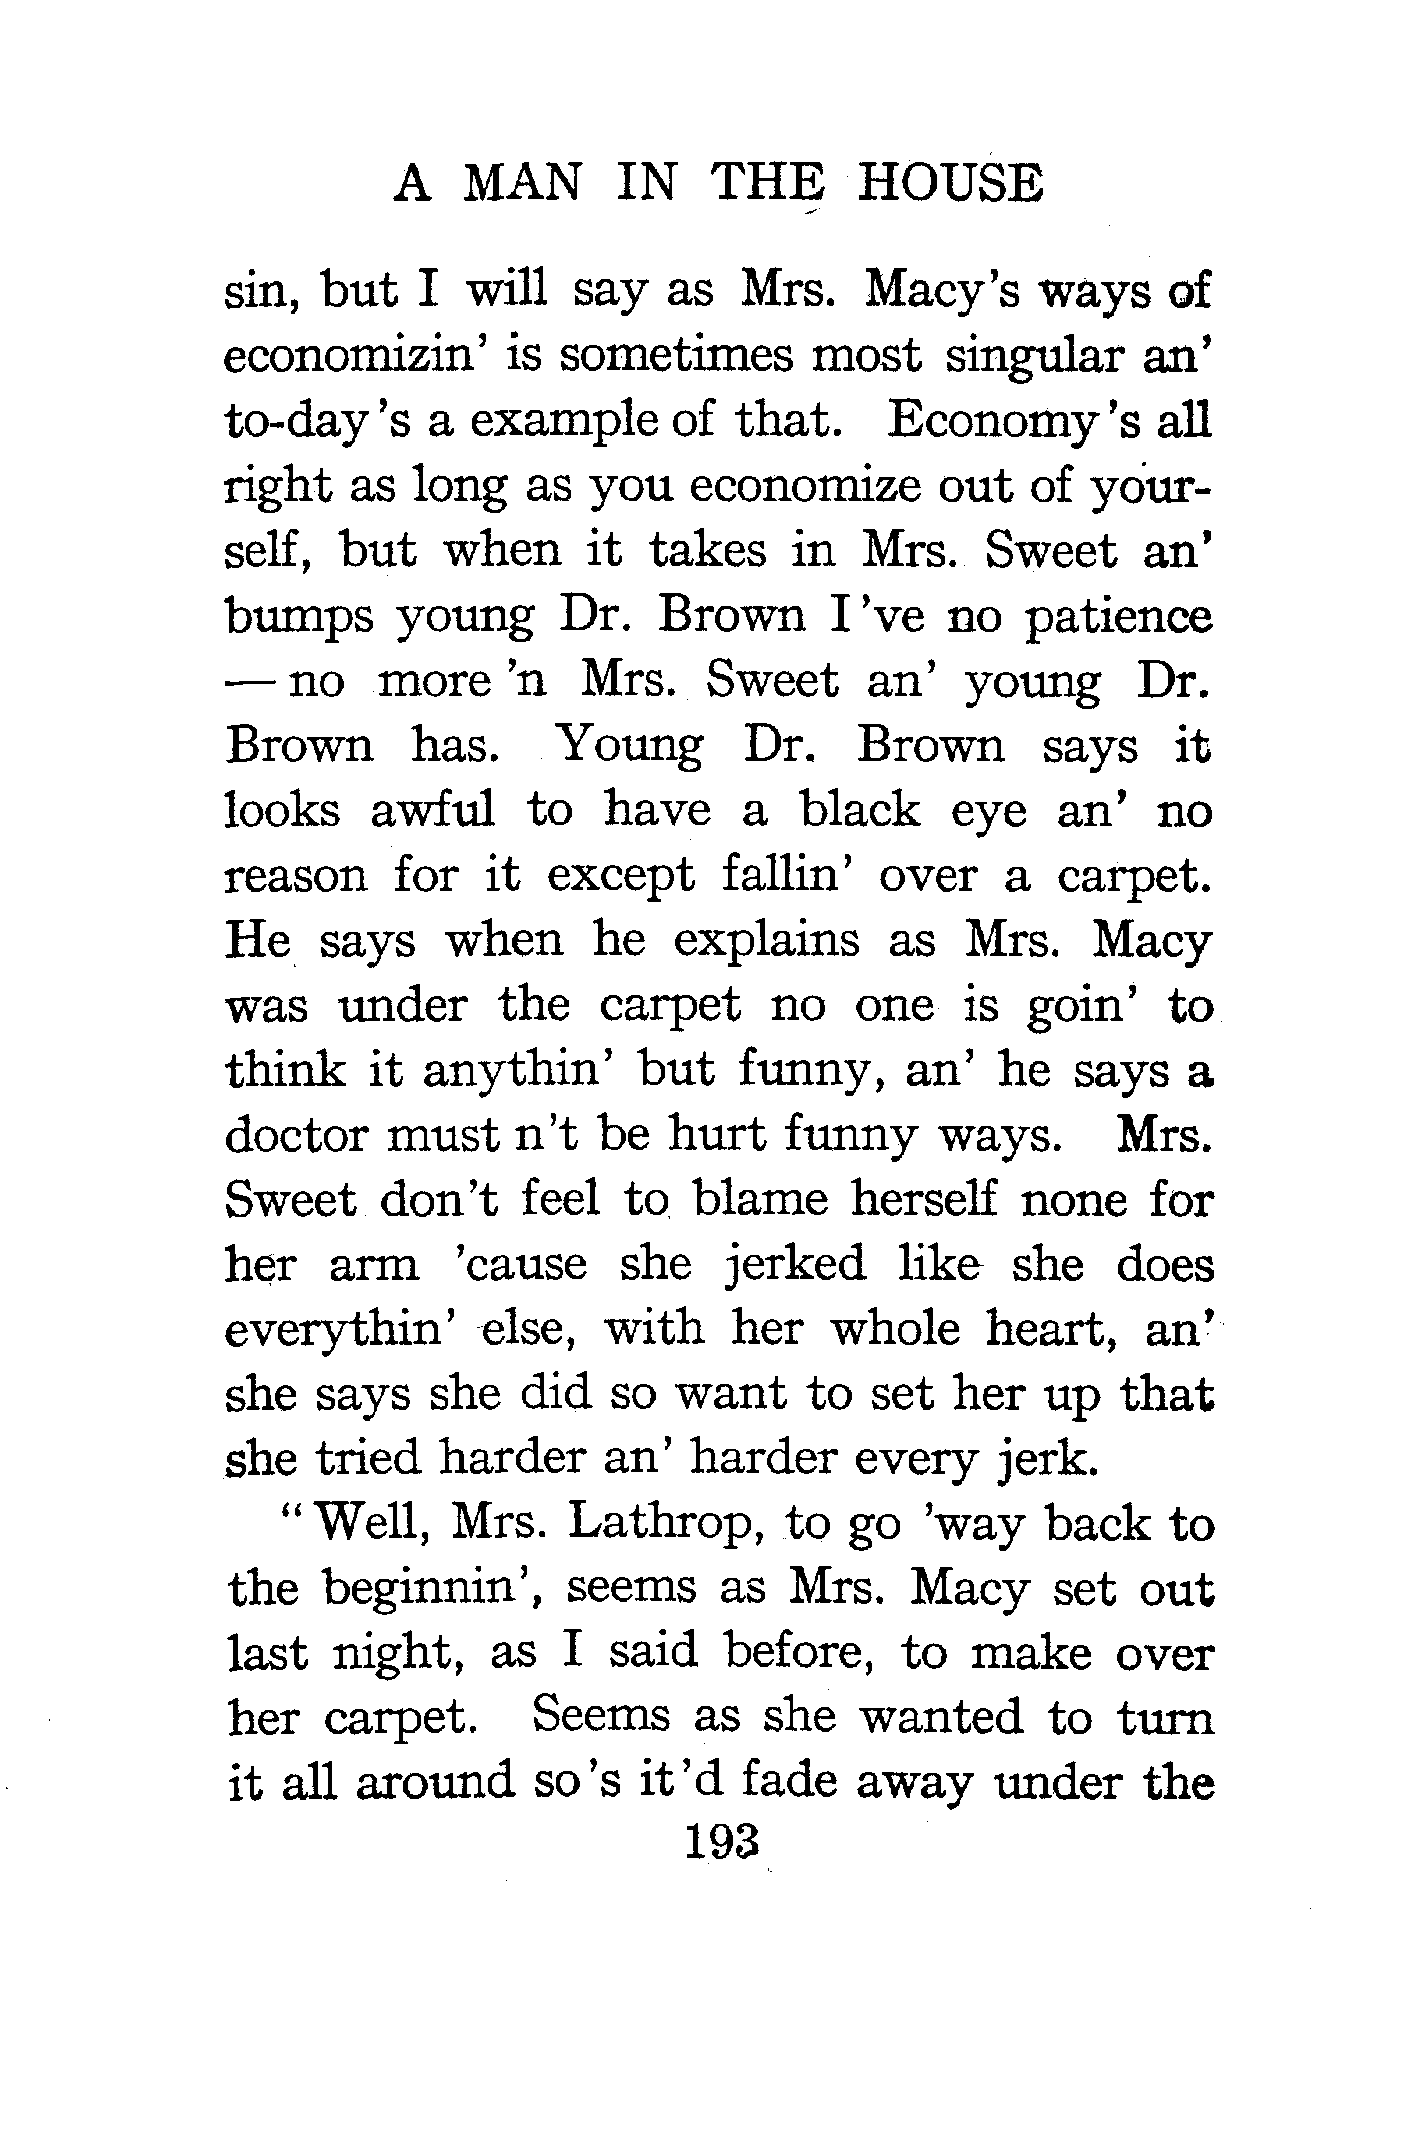 A MAN IN THE HOUSE
sin, but I will say as Mrs. Macy's ways of
economizin' is sometimes most singular an'
to-day 's a example of that. Economy 's all
right as long as you economize out of your-
self, but when it takes in Mrs. Sweet an'
bumps young Dr. Brown I 've no patience
— no more 'n Mrs. Sweet an' young Dr.
Brown has. Young Dr. Brown says it
looks awful to have a black eye an' no
reason for it except fallin' over a carpet.
He says when he explains as Mrs. Macy
was under the carpet no one is goin' to
think it anythin' but funny, an' he says a
doctor must n't be hurt funny ways. Mrs.
Sweet don't feel to blame herself none for
her arm 'cause she jerked like she does
everythin' else, with her whole heart, an'
she says she did so want to set her up that
she tried harder an' harder every jerk.
"Well, Mrs. Lathrop, to go 'way back to
the beginnin', seems as Mrs. Macy set out
last night, as I said before, to make over
her carpet. Seems as she wanted to turn
it all around so 's it 'd fade away under the
193